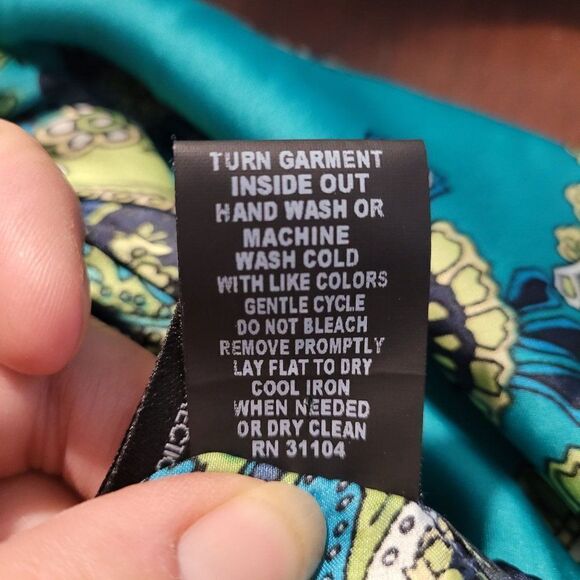 TURN GARMENT
INSIDE OUT
HAND WASH OR
MACHINE
WASH COLD
WITH LIKE COLORS
GENTLE CYCLE
DO NOT BLEACH
REMOVE PROMPTLY
LAY FLAT TO DRY
COOL IRON
WHEN NEEDED
OR DRY CLEAN
RN 31104